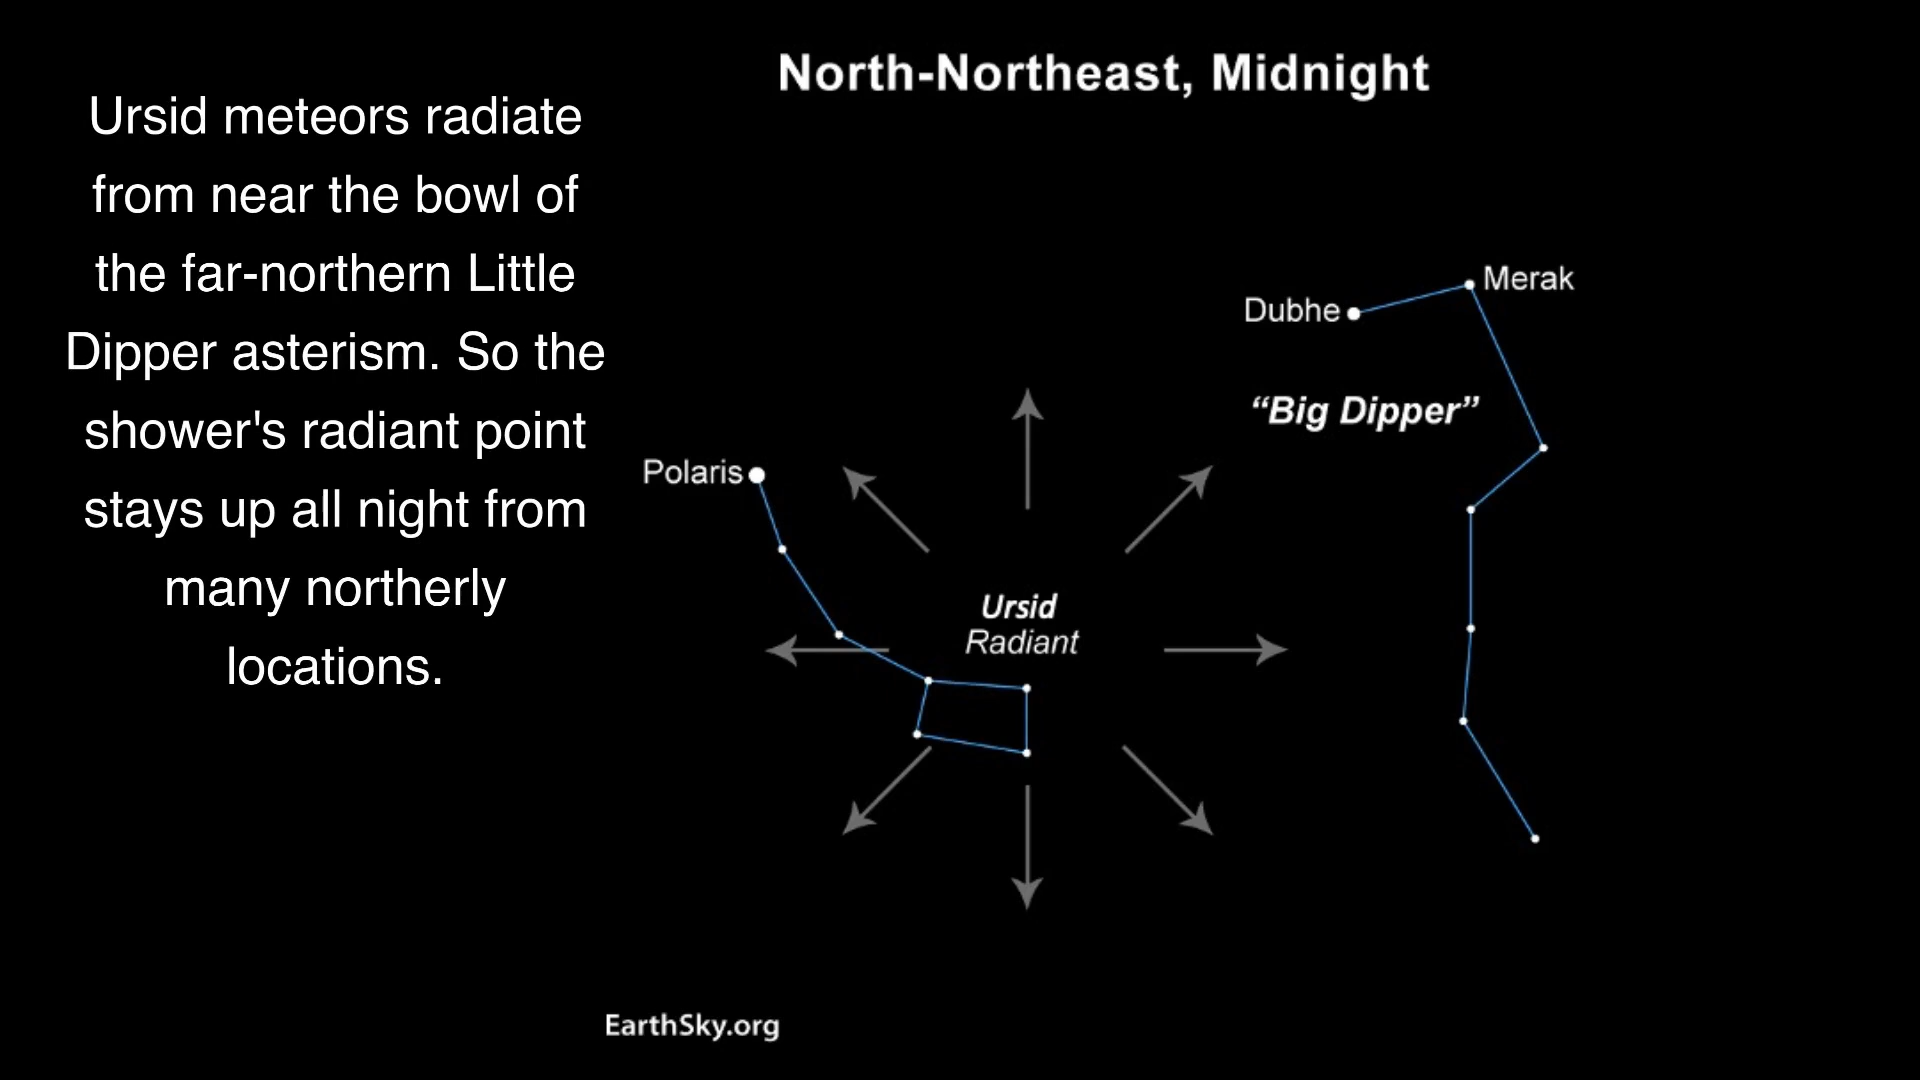 North-Northeast, Midnight
Ursid meteors radiate
from near the bowl of
the far-northern Little
Dipper asterism. So the
shower's radiant point
stays up all night from
many northerly
locations.
Merak
Dubhe
“Big Dipper”
Polaris
Ursid
Radiant
EarthSky.org